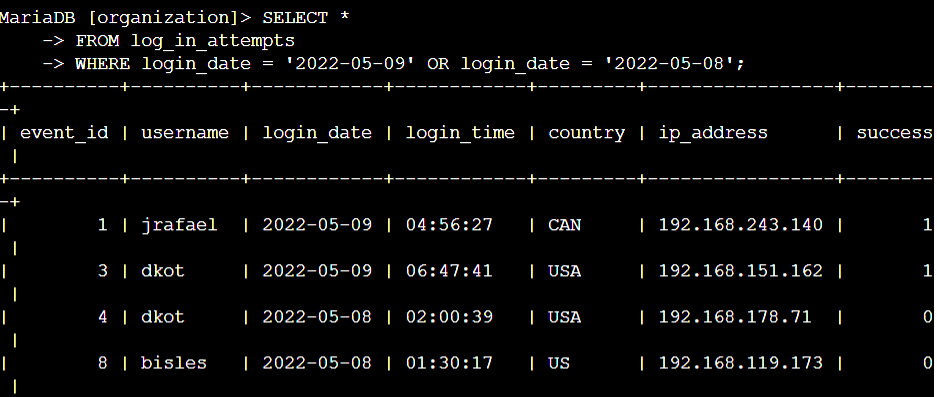 MariaDB [organization]> SELECT *
    -> FROM log_in_attempts
    -> WHERE login_date = '2022-05-09' OR login_date = '2022-05-08';
+----------+----------+------------+------------+---------+-----------------+--------
-+
| event_id | username | login_date | login_time | country | ip_address      | success
 |
+----------+----------+------------+------------+---------+-----------------+--------
-+
|        1 | jrafael  | 2022-05-09 | 04:56:27   | CAN     | 192.168.243.140 |       1
 |
|        3 | dkot     | 2022-05-09 | 06:47:41   | USA     | 192.168.151.162 |       1
 |
|        4 | dkot     | 2022-05-08 | 02:00:39   | USA     | 192.168.178.71  |       0
 |
|        8 | bisles   | 2022-05-08 | 01:30:17   | US      | 192.168.119.173 |       0
 |